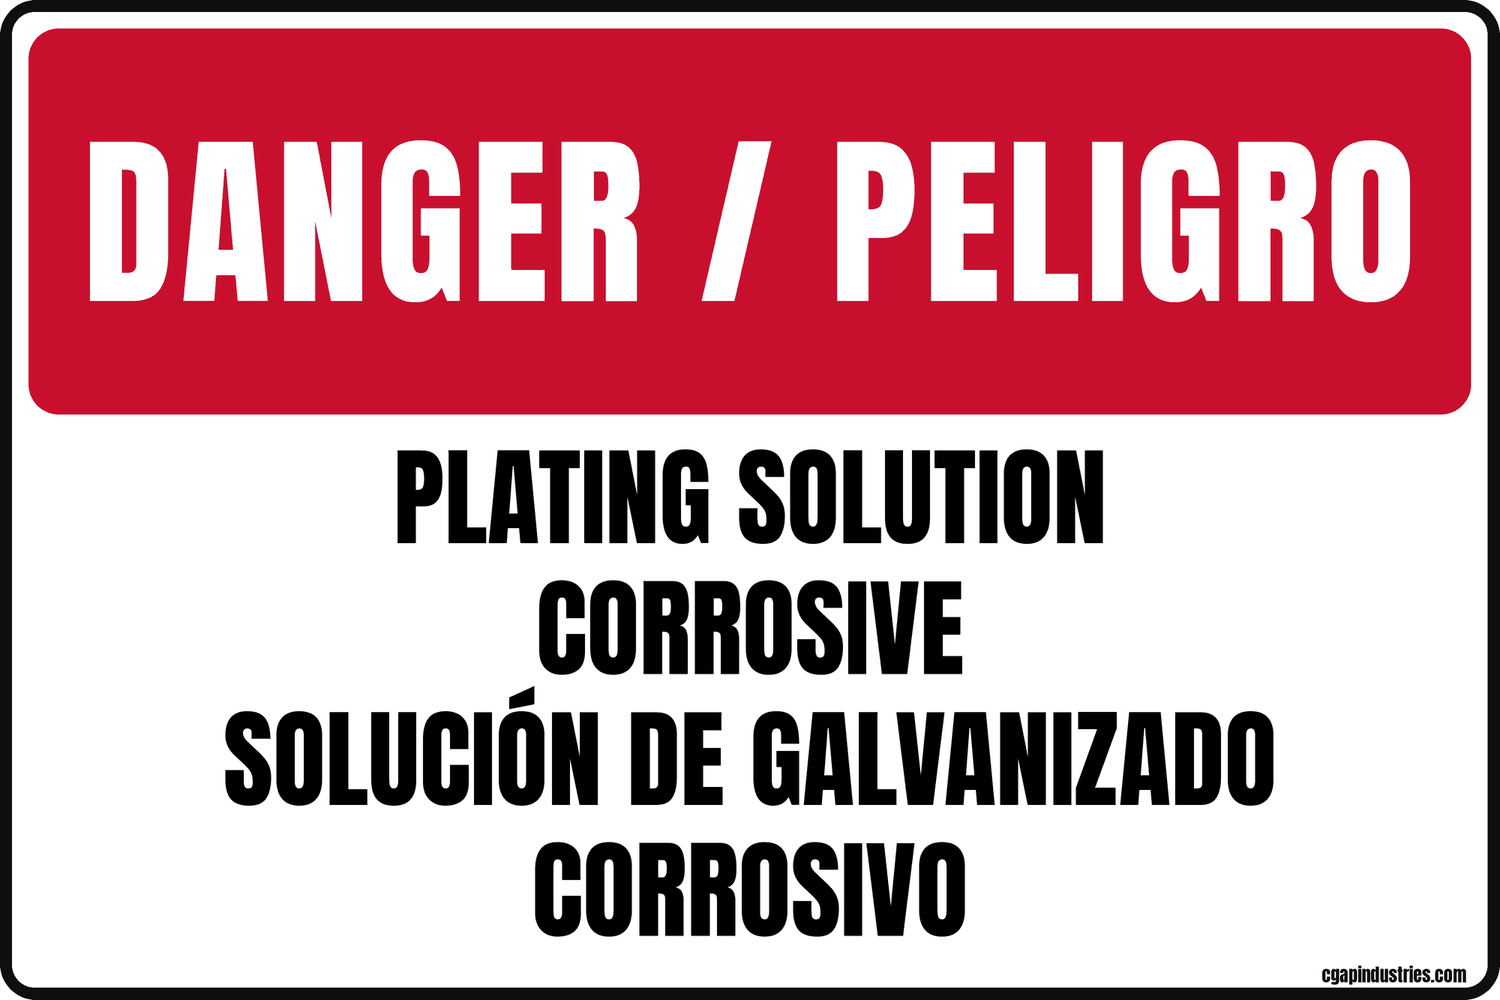 DANGER / PELIGRO
PLATING SOLUTION
CORROSIVE
SOLUCIÓN DE GALVANIZADO
CORROSIVO
cgapindustries.com